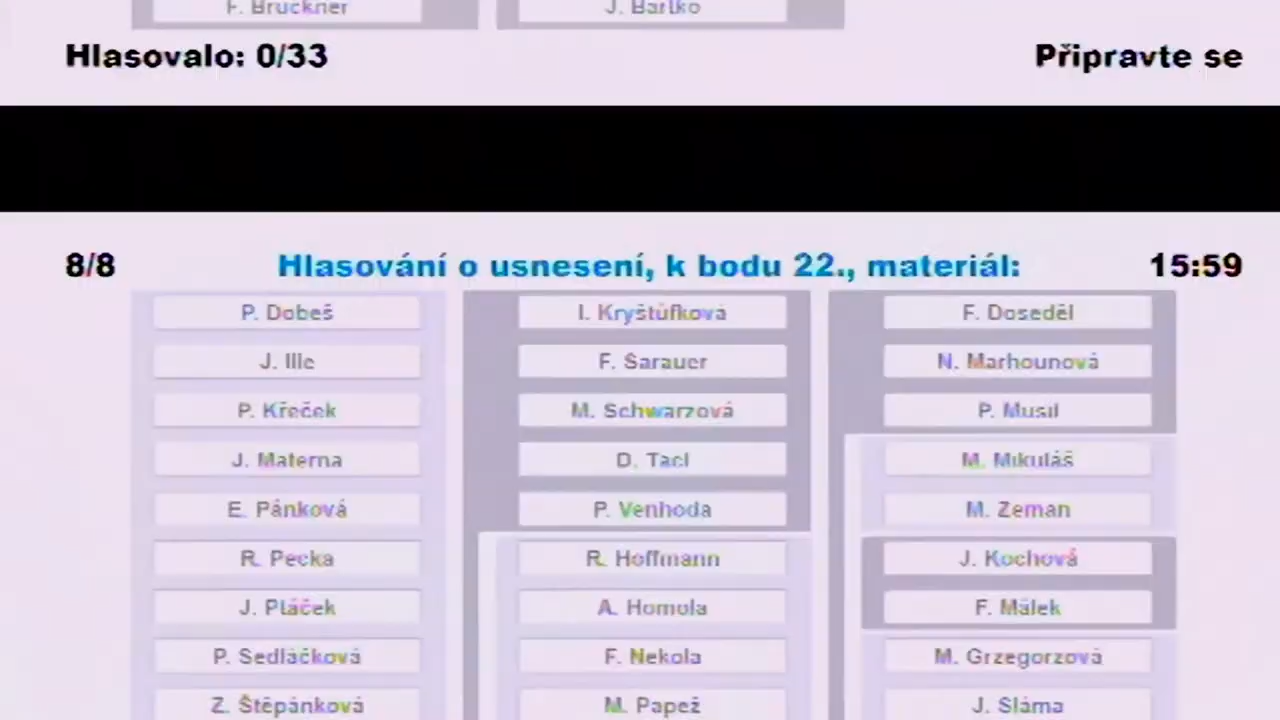 F. Bruckner J. Bartko
Hlasovalo: 0/33 Připravte se
8/8 Hlasování o usnesení, k bodu 22., materiál: 15:59
P. Dobeš I. Kryštůfková F. Doseděl
J. Ille F. Sarauer N. Marhounová
P. Křeček M. Schwarzová P. Musil
J. Materna D. Tacl M. Mikuláš
E. Pánková P. Venhoda M. Zeman
R. Pecka R. Hoffmann J. Kochová
J. Ptáček A. Homola F. Málek
P. Sedláčková F. Nekola M. Grzegorzová
Z. Štěpánková M. Papež J. Sláma